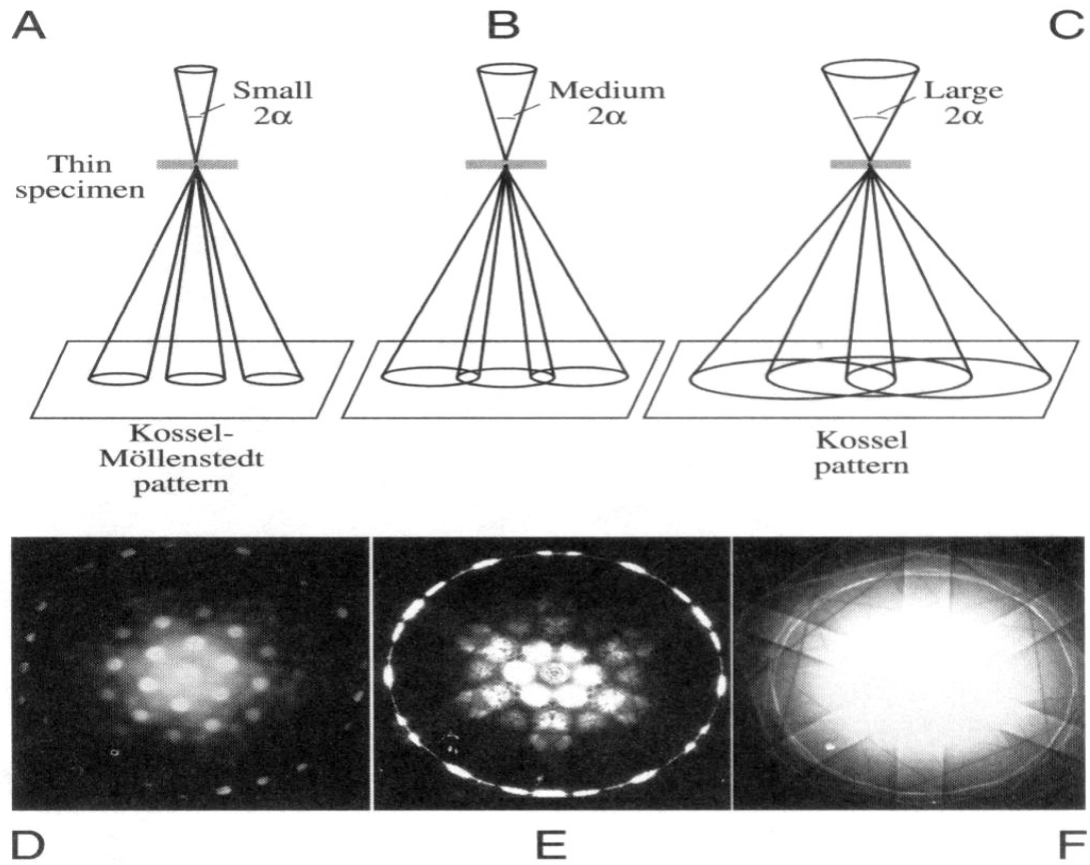 A
B
C
Small
2α
Medium
2α
Large
2α
Thin
specimen
Kossel-
Möllenstedt
pattern
Kossel
pattern
D
E
F